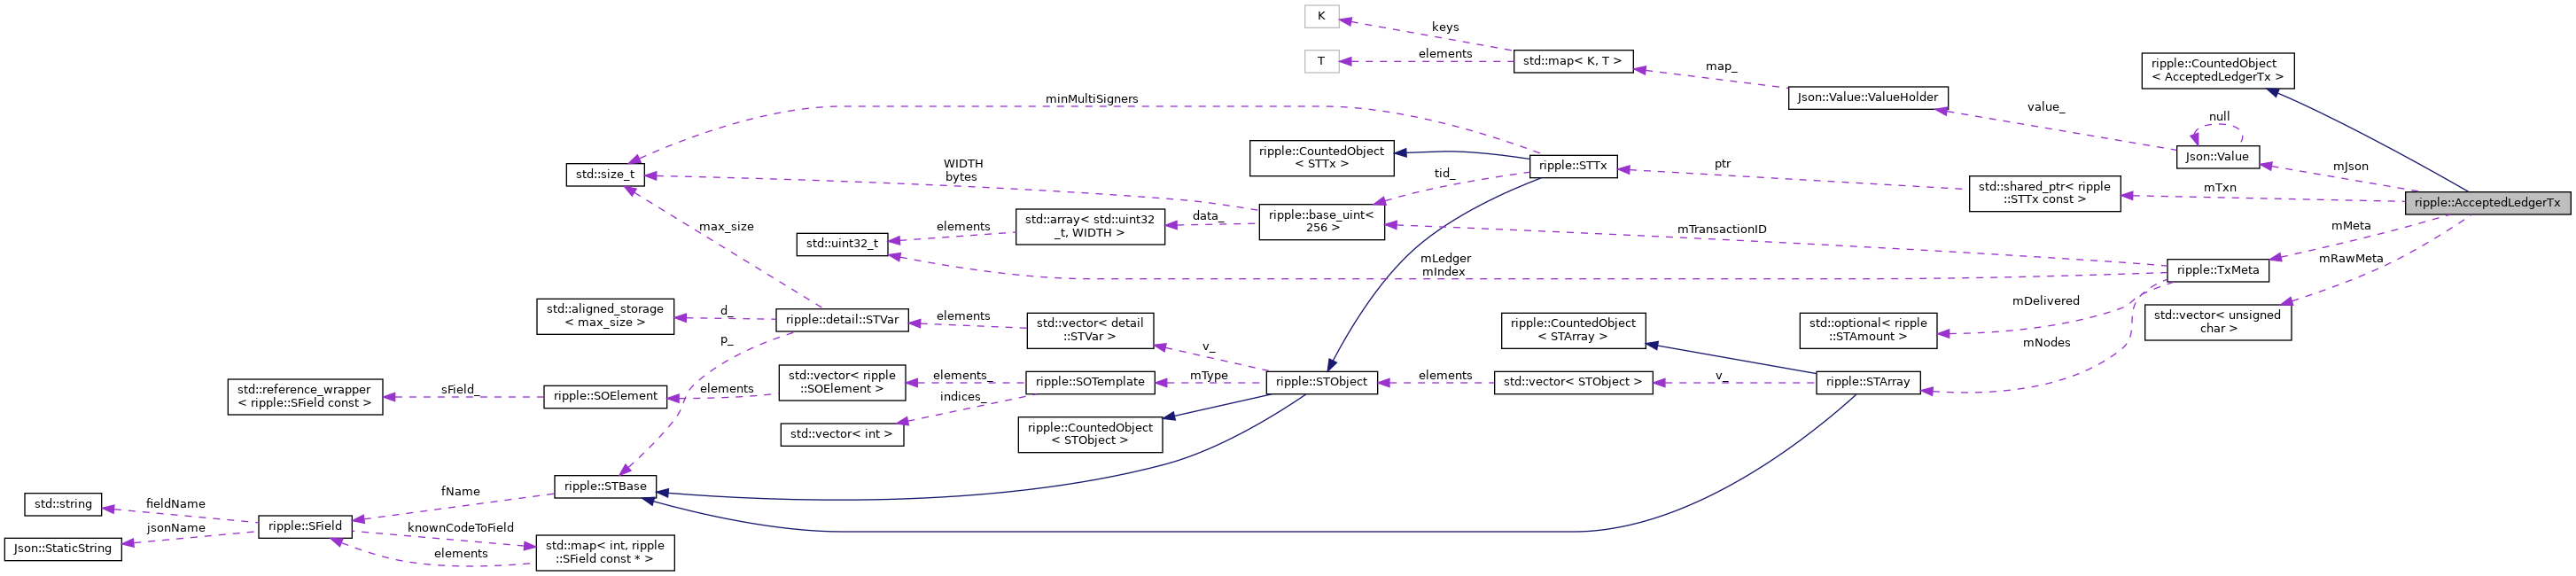 K
keys
T
elements
std::map< K, T >
map_
Json::Value::ValueHolder
value_
ripple::CountedObject
< AcceptedLedgerTx >
null
Json::Value
mJson
minMultiSigners
ripple::CountedObject
< STTx >
ripple::STTx
ptr
std::shared_ptr< ripple
::STTx const >
mTxn
ripple::AcceptedLedgerTx
std::size_t
WIDTH
bytes
tid_
ripple::base_uint<
256 >
data_
std::array< std::uint32
_t, WIDTH >
elements
std::uint32_t
max_size
mTransactionID
mLedger
mIndex
mMeta
mRawMeta
ripple::TxMeta
std::vector< unsigned
char >
mDelivered
mNodes
std::optional< ripple
::STAmount >
std::aligned_storage
< max_size >
d_
ripple::detail::STVar
p_
elements
std::vector< detail
::STVar >
v_
ripple::CountedObject
< STArray >
std::reference_wrapper
< ripple::SField const >
sField_
ripple::SOElement
elements
std::vector< ripple
::SOElement >
elements_
ripple::SOTemplate
indices_
mType
ripple::STObject
elements
std::vector< STObject >
v_
ripple::STArray
std::vector< int >
ripple::CountedObject
< STObject >
ripple::STBase
fName
std::string
fieldName
ripple::SField
jsonName
Json::StaticString
knownCodeToField
elements
std::map< int, ripple
::SField const * >